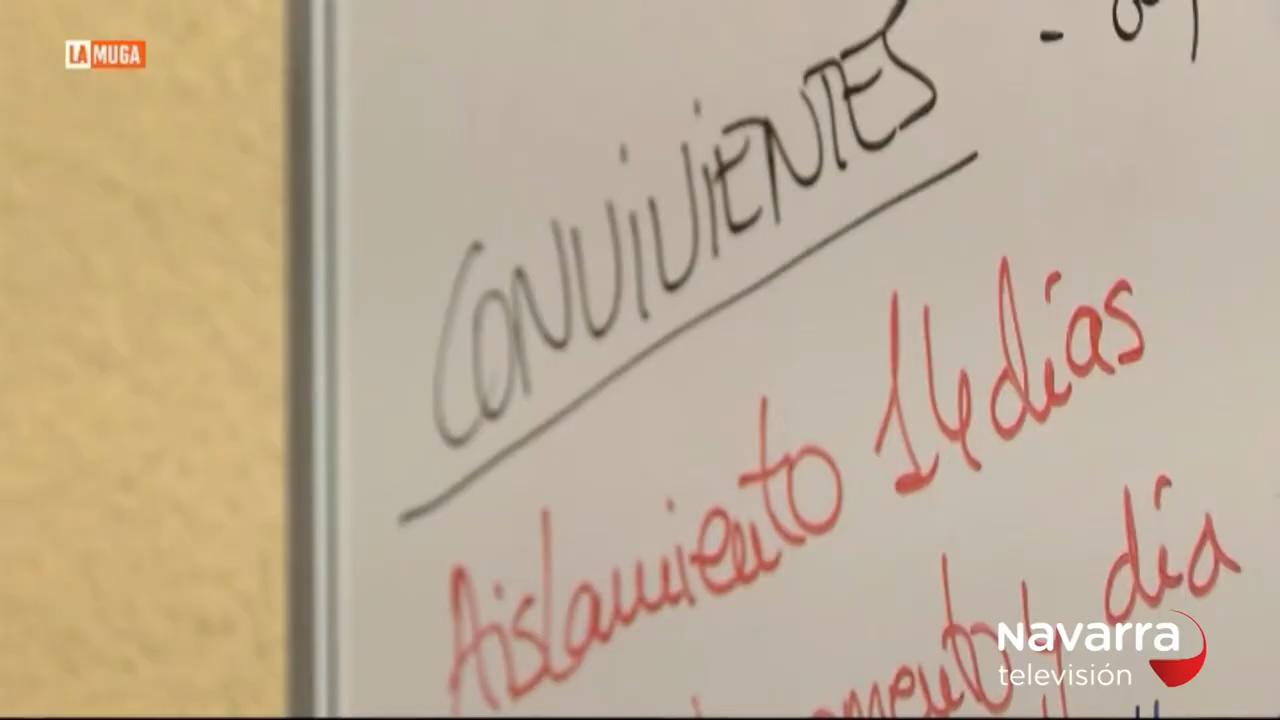 LA MUGA
CONVIVIENTES
Aislamiento 14 días
día
Navarra
televisión